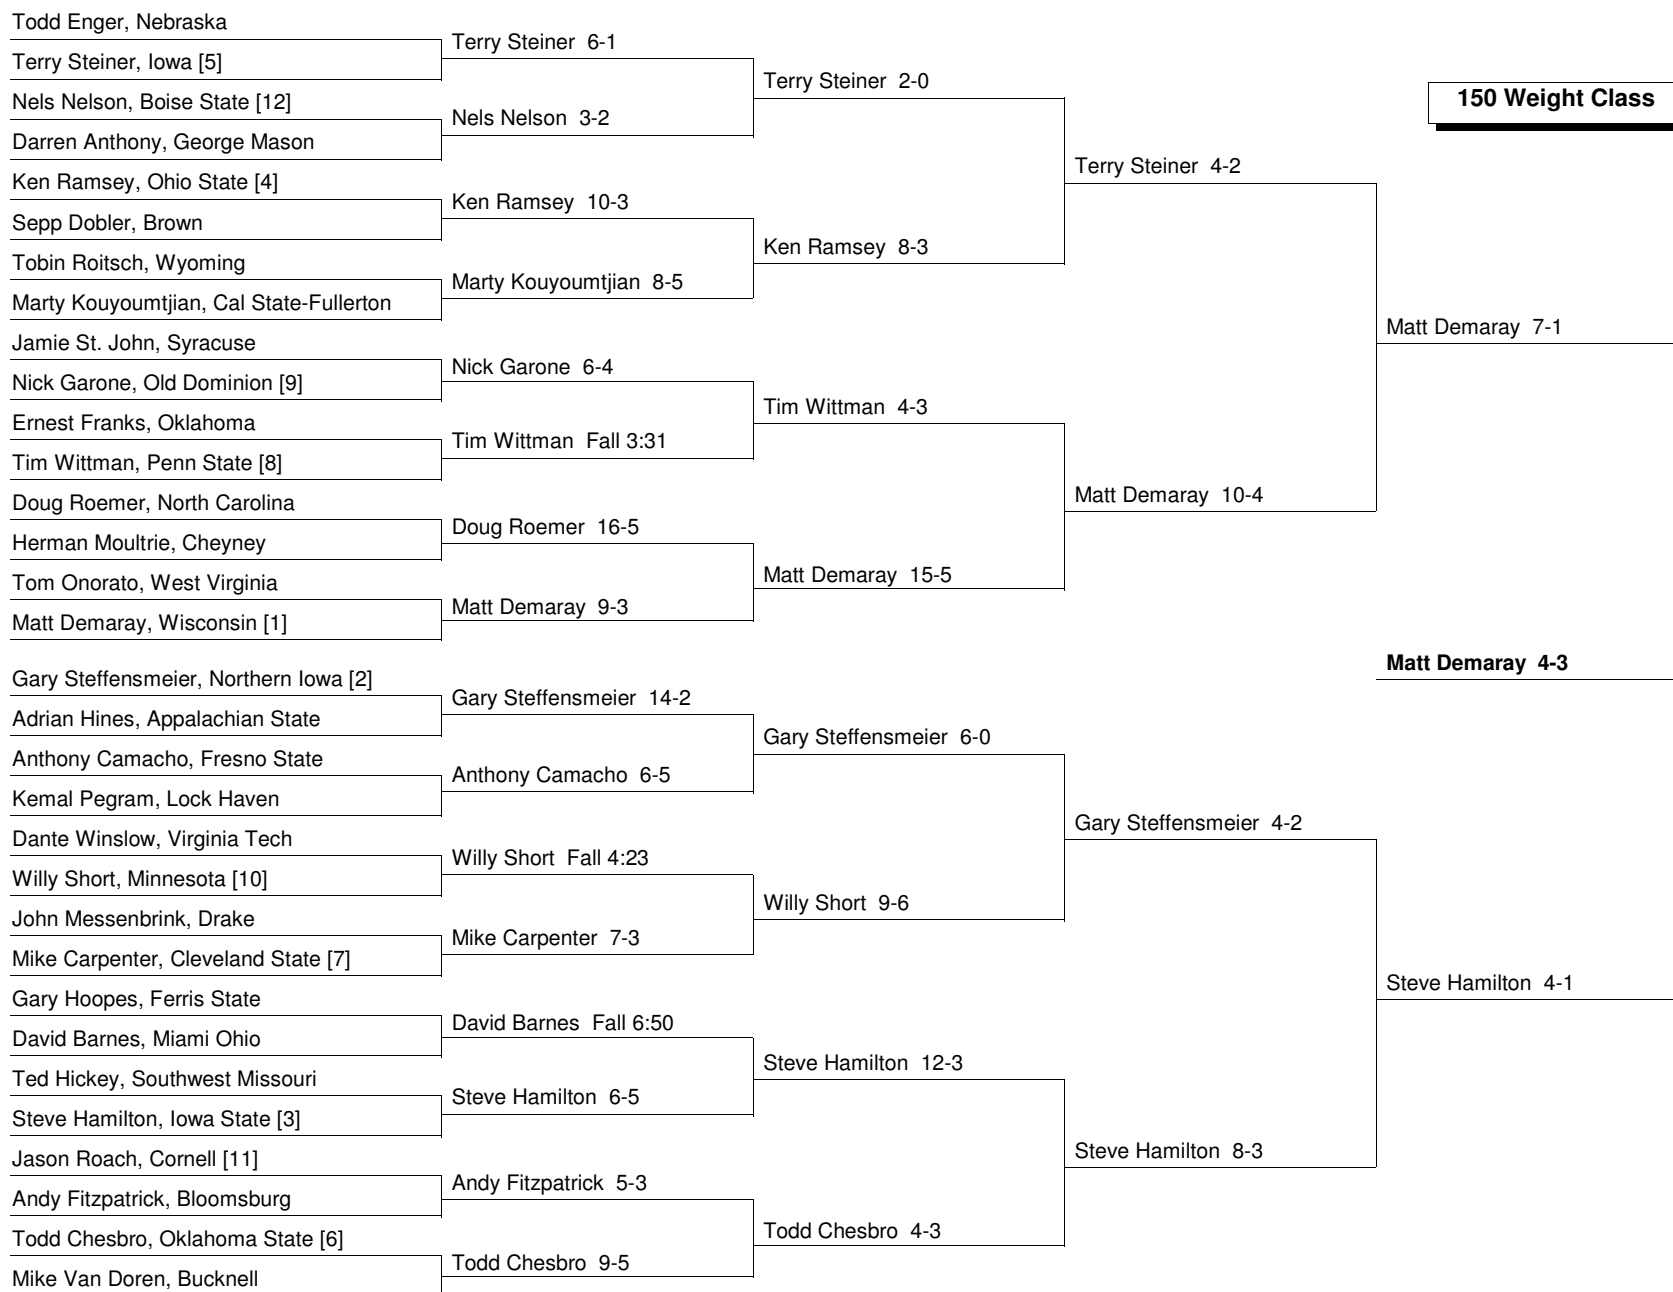 150 Weight Class
Todd Enger, Nebraska
Terry Steiner, Iowa [5]
Nels Nelson, Boise State [12]
Darren Anthony, George Mason
Ken Ramsey, Ohio State [4]
Sepp Dobler, Brown
Tobin Roitsch, Wyoming
Marty Kouyoumtjian, Cal State-Fullerton
Jamie St. John, Syracuse
Nick Garone, Old Dominion [9]
Ernest Franks, Oklahoma
Tim Wittman, Penn State [8]
Doug Roemer, North Carolina
Herman Moultrie, Cheyney
Tom Onorato, West Virginia
Matt Demaray, Wisconsin [1]
Gary Steffensmeier, Northern Iowa [2]
Adrian Hines, Appalachian State
Anthony Camacho, Fresno State
Kemal Pegram, Lock Haven
Dante Winslow, Virginia Tech
Willy Short, Minnesota [10]
John Messenbrink, Drake
Mike Carpenter, Cleveland State [7]
Gary Hoopes, Ferris State
David Barnes, Miami Ohio
Ted Hickey, Southwest Missouri
Steve Hamilton, Iowa State [3]
Jason Roach, Cornell [11]
Andy Fitzpatrick, Bloomsburg
Todd Chesbro, Oklahoma State [6]
Mike Van Doren, Bucknell
Terry Steiner 6-1
Nels Nelson 3-2
Ken Ramsey 10-3
Marty Kouyoumtjian 8-5
Nick Garone 6-4
Tim Wittman Fall 3:31
Doug Roemer 16-5
Matt Demaray 9-3
Gary Steffensmeier 14-2
Anthony Camacho 6-5
Willy Short Fall 4:23
Mike Carpenter 7-3
David Barnes Fall 6:50
Steve Hamilton 6-5
Andy Fitzpatrick 5-3
Todd Chesbro 9-5
Terry Steiner 2-0
Ken Ramsey 8-3
Tim Wittman 4-3
Matt Demaray 15-5
Gary Steffensmeier 6-0
Willy Short 9-6
Steve Hamilton 12-3
Todd Chesbro 4-3
Terry Steiner 4-2
Matt Demaray 10-4
Gary Steffensmeier 4-2
Steve Hamilton 8-3
Matt Demaray 7-1
Matt Demaray 4-3
Steve Hamilton 4-1